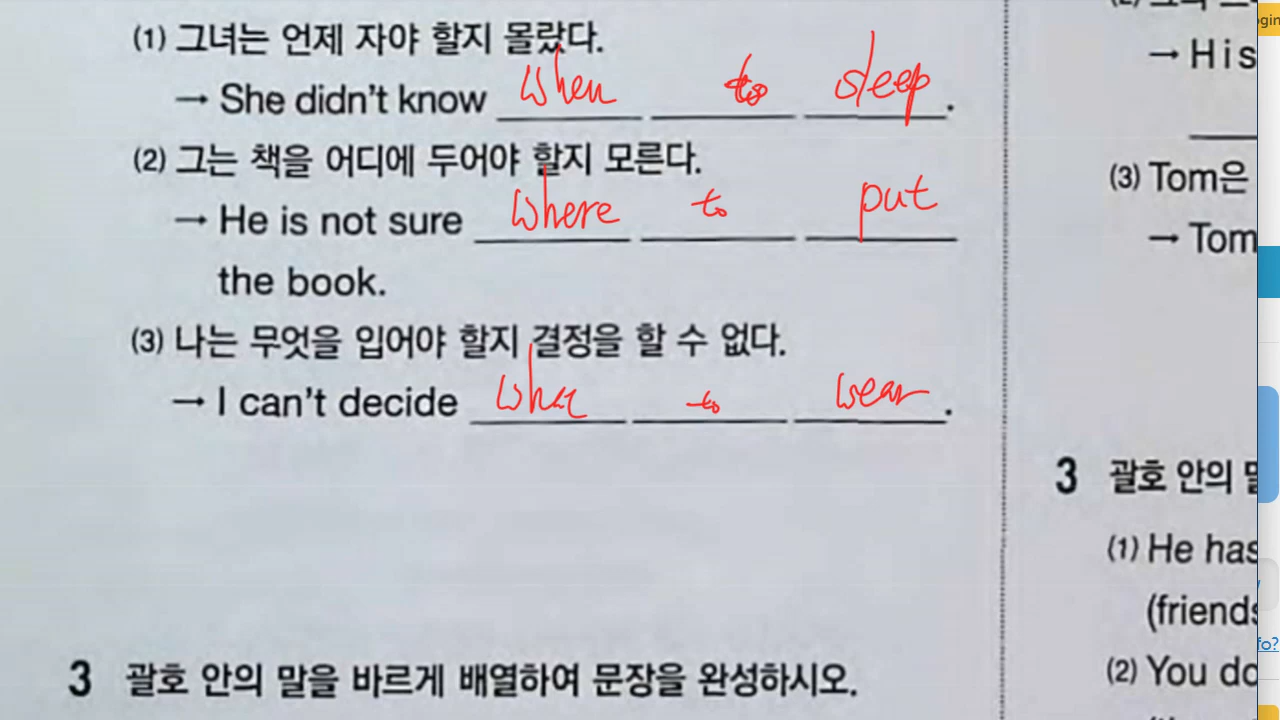 (1) 그녀는 언제 자야 할지 몰랐다.
→ She didn't know when to sleep.
(2) 그는 책을 어디에 두어야 할지 모른다.
→ He is not sure where to put
the book.
(3) 나는 무엇을 입어야 할지 결정을 할 수 없다.
→ I can't decide what to wear.
3 괄호 안의 말을 바르게 배열하여 문장을 완성하시오.
→ His
(3) Tom은
→ Tom
3 괄호 안의
(1) He has
(friends
(2) You do
gin
fo?